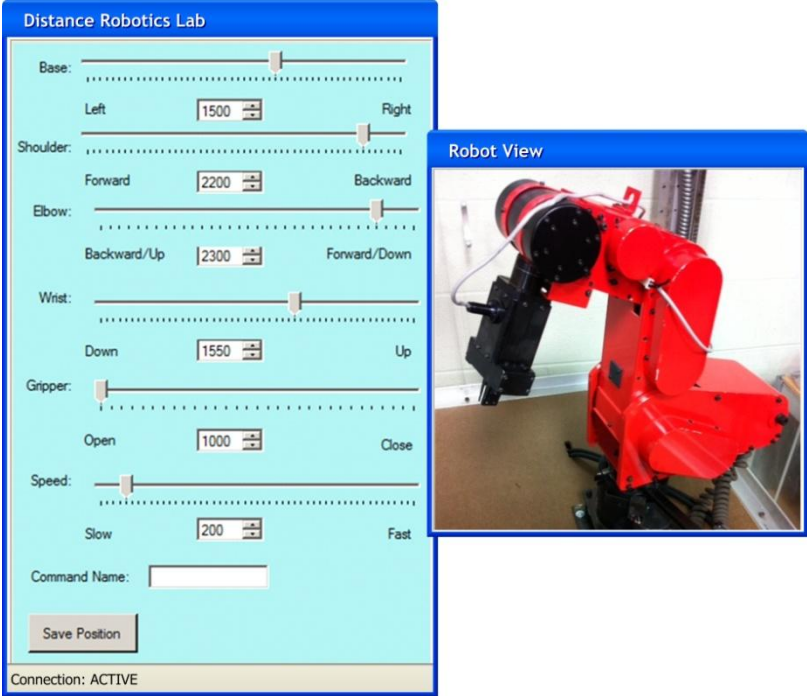 Distance Robotics Lab
Base:
Left 1500 Right
Shoulder:
Forward 2200 Backward
Elbow:
Backward/Up 2300 Forward/Down
Wrist:
Down 1550 Up
Gripper:
Open 1000 Close
Speed:
Slow 200 Fast
Command Name:
Save Position
Connection: ACTIVE
Robot View